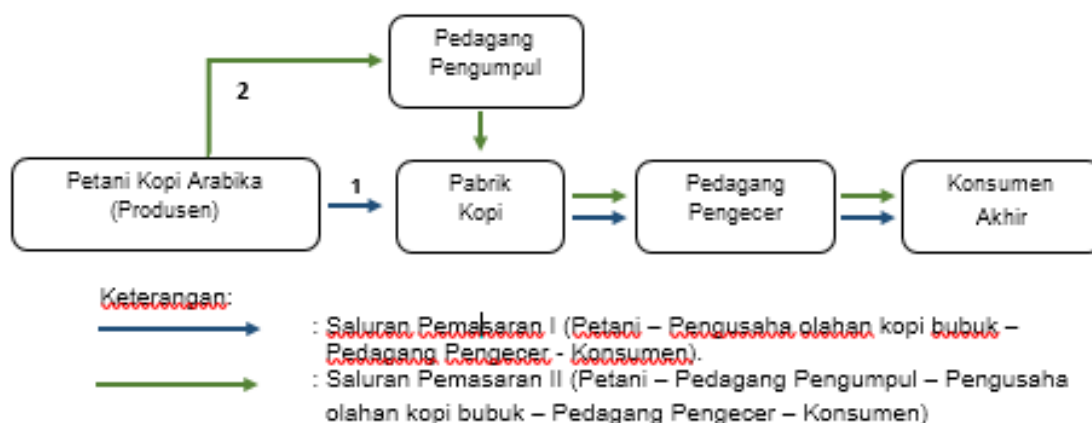 Pedagang
Pengumpul
2
Petani Kopi Arabika
(Produsen)
1
Pabrik
Kopi
Pedagang
Pengecer
Konsumen
Akhir
Keterangan:
: Saluran Pemasaran I (Petani – Pengusaha olahan kopi bubuk –
Pedagang Pengecer - Konsumen).
: Saluran Pemasaran II (Petani – Pedagang Pengumpul – Pengusaha
olahan kopi bubuk – Pedagang Pengecer – Konsumen)